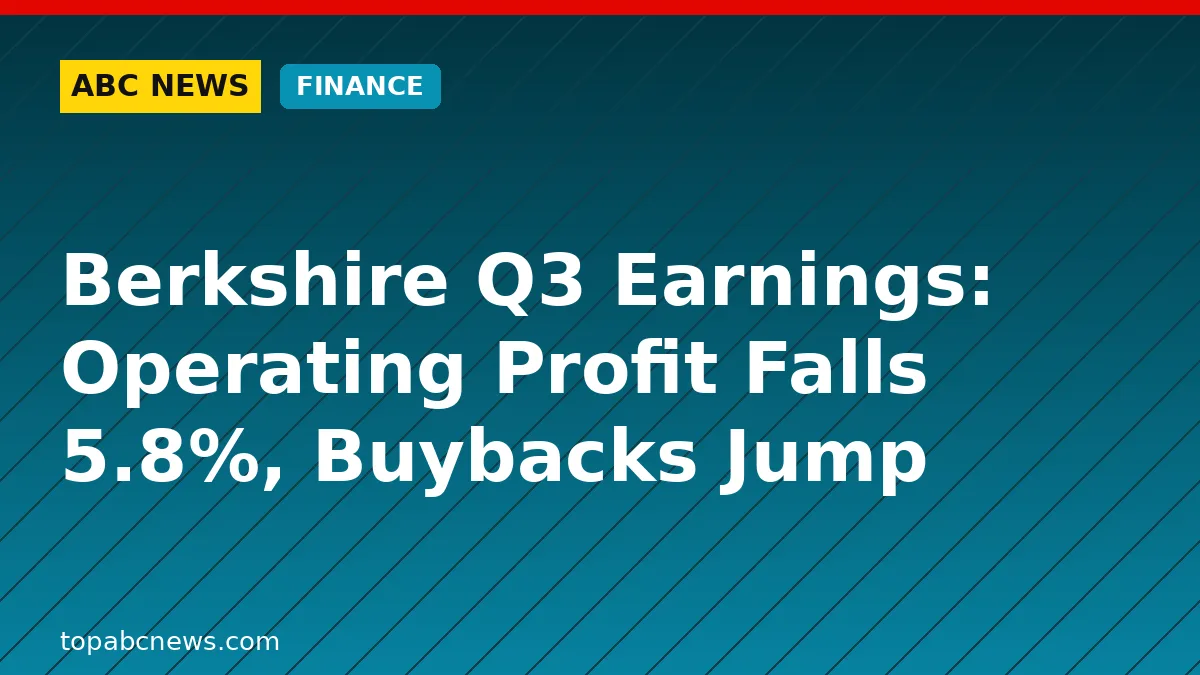 ABC NEWS
FINANCE
Berkshire Q3 Earnings:
Operating Profit Falls
5.8%, Buybacks Jump
topabcnews.com